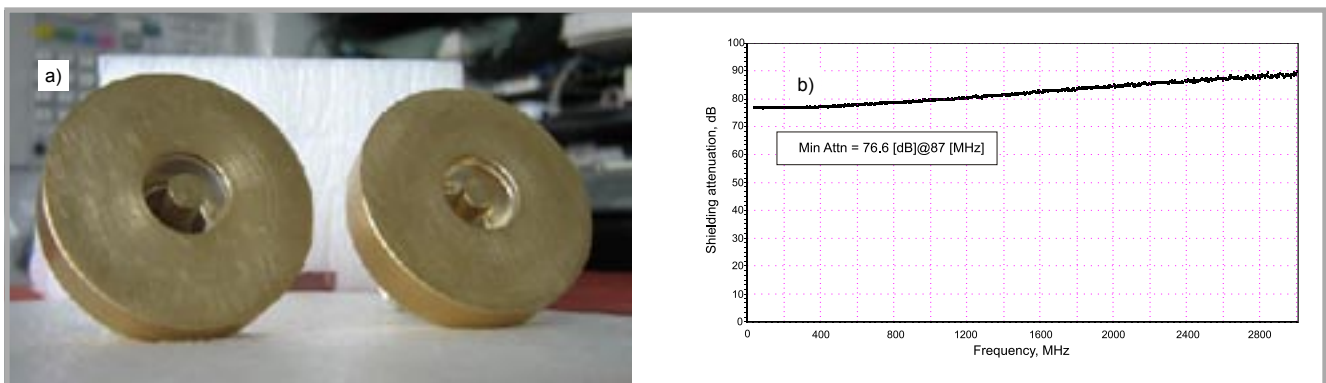 a)
b)
Min Attn = 76.6 [dB]@87 [MHz]
Shielding attenuation, dB
100
90
80
70
60
50
40
30
20
10
0
0 400 800 1200 1600 2000 2400 2800
Frequency, MHz